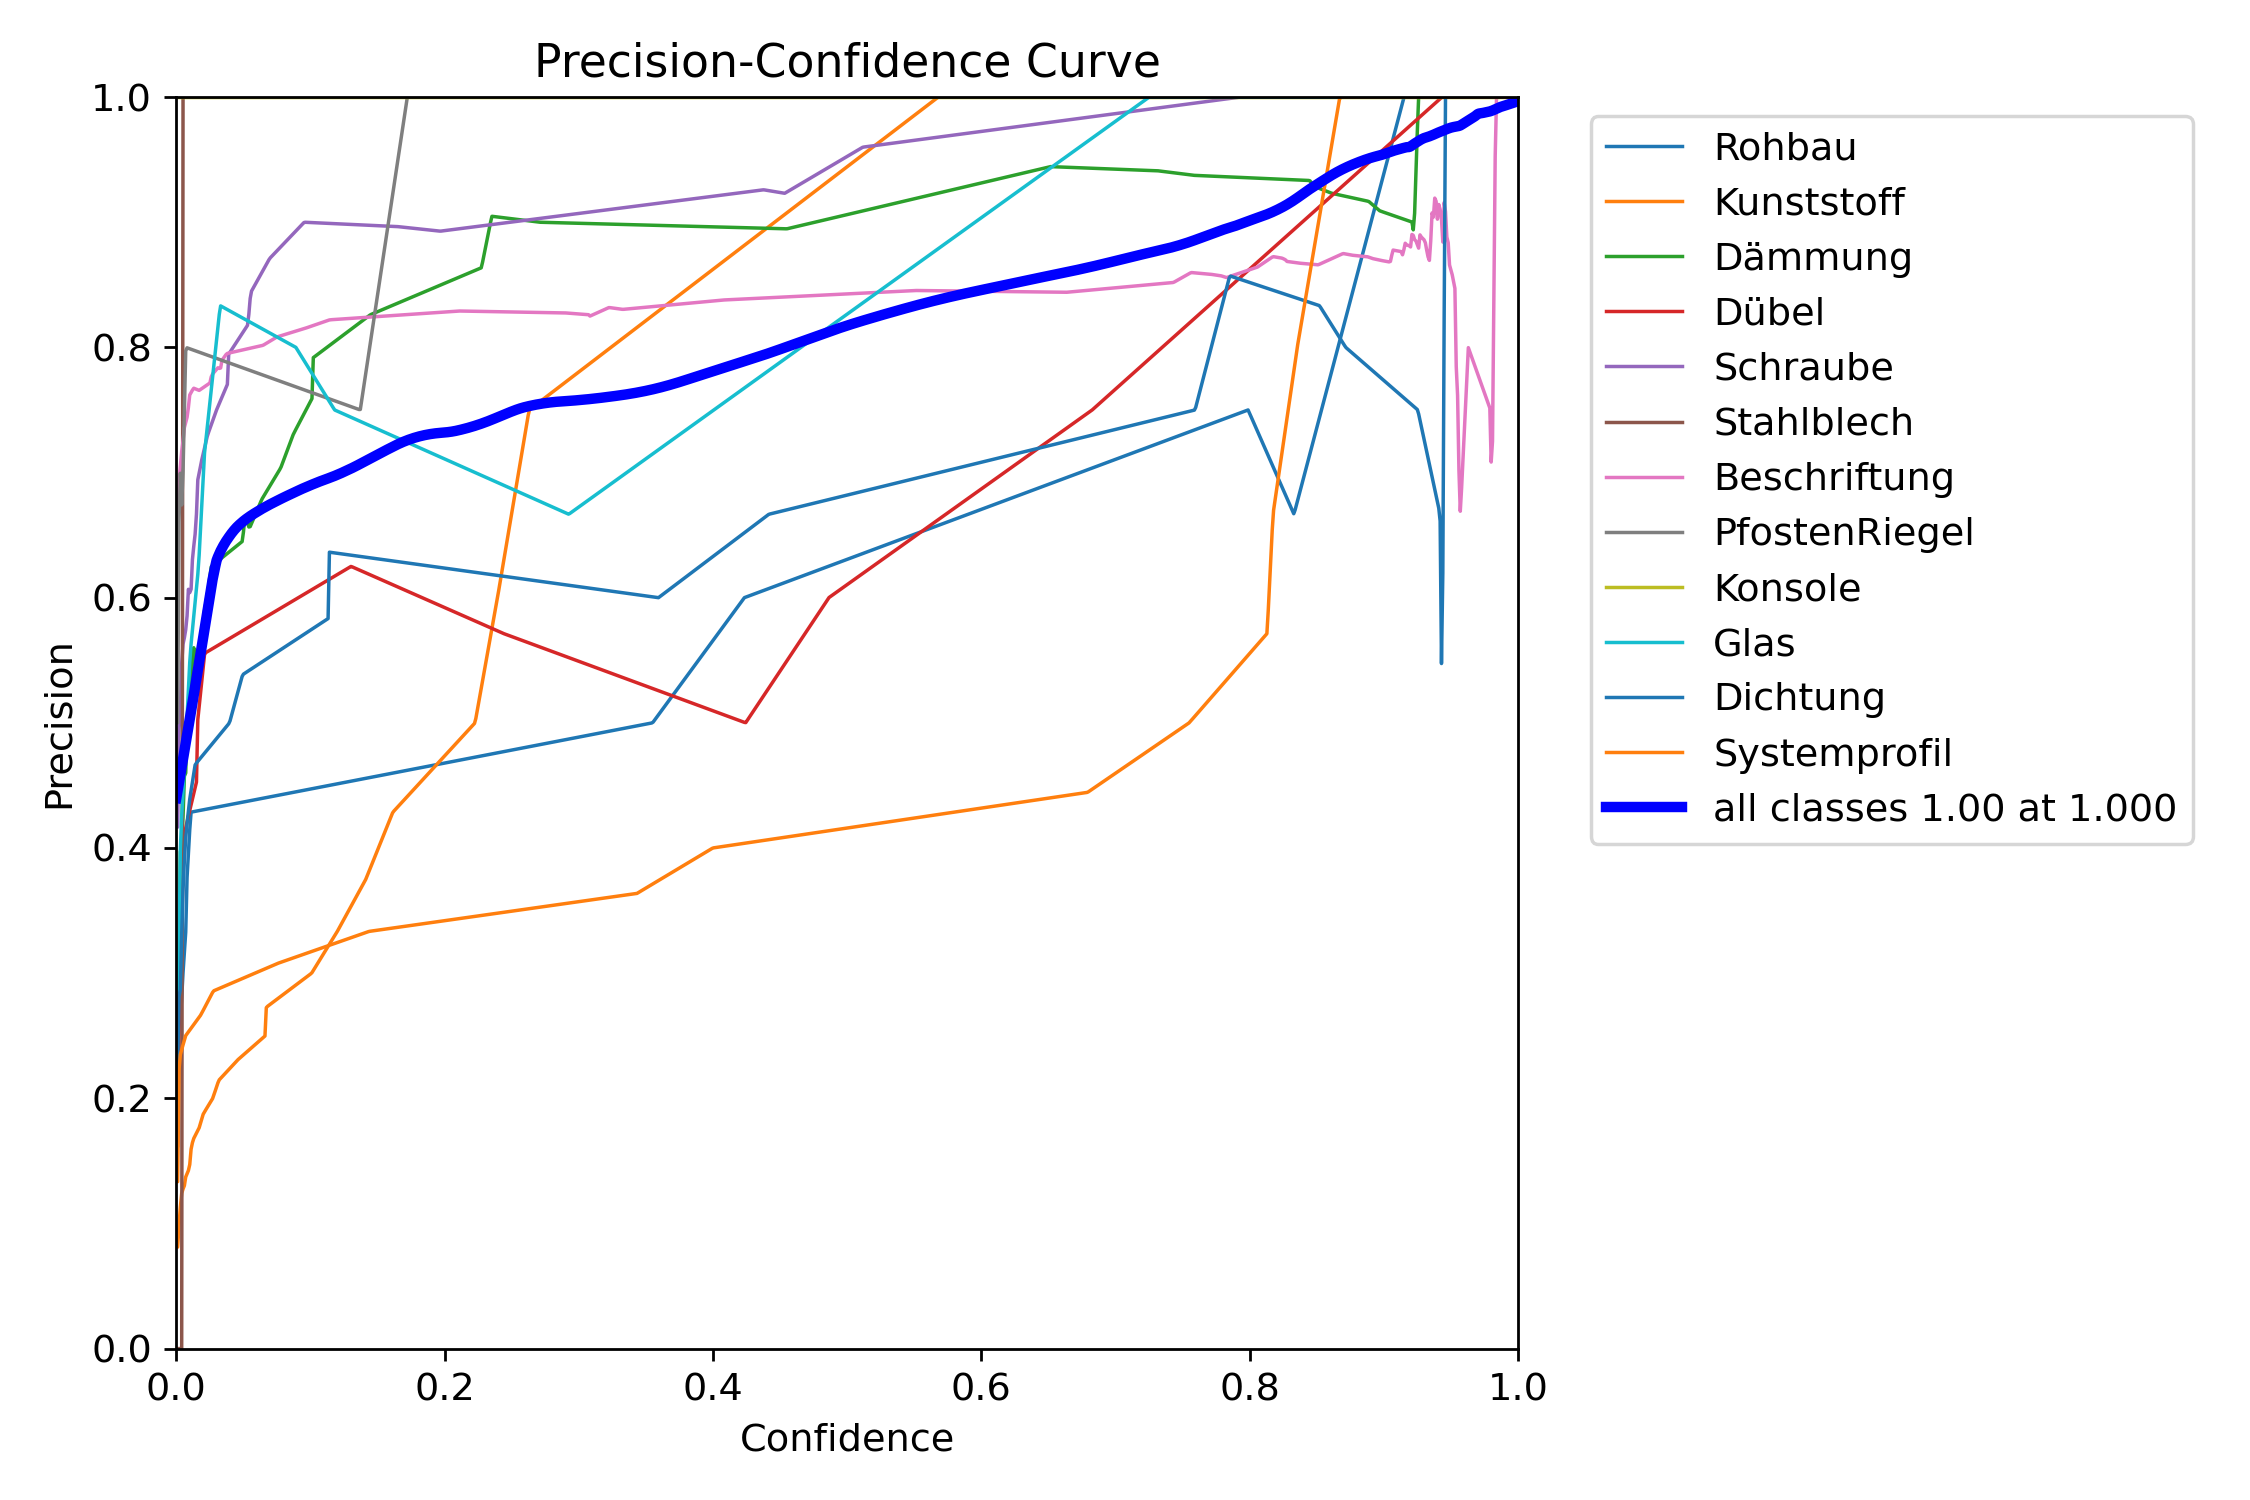 Precision-Confidence Curve
1.0
0.8
0.6
0.4
0.2
0.0
Precision
0.0 0.2 0.4 0.6 0.8 1.0
Confidence
Rohbau
Kunststoff
Dämmung
Dübel
Schraube
Stahlblech
Beschriftung
PfostenRiegel
Konsole
Glas
Dichtung
Systemprofil
all classes 1.00 at 1.000